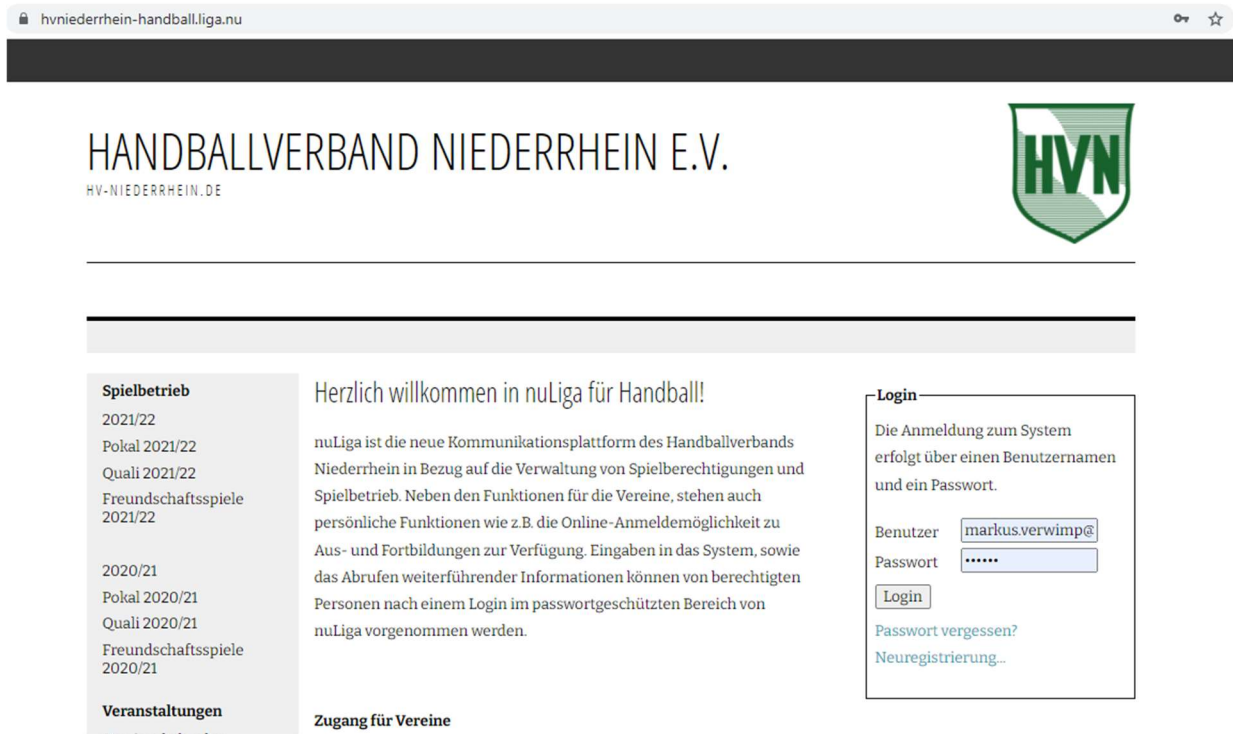 hvniederrhein-handball.liga.nu
HANDBALLVERBAND NIEDERRHEIN E.V.
HV-NIEDERRHEIN.DE
HVN
Spielbetrieb
2021/22
Pokal 2021/22
Quali 2021/22
Freundschaftsspiele
2021/22
2020/21
Pokal 2020/21
Quali 2020/21
Freundschaftsspiele
2020/21
Veranstaltungen
Herzlich willkommen in nuLiga für Handball!
nuLiga ist die neue Kommunikationsplattform des Handballverbands
Niederrhein in Bezug auf die Verwaltung von Spielberechtigungen und
Spielbetrieb. Neben den Funktionen für die Vereine, stehen auch
persönliche Funktionen wie z.B. die Online-Anmeldemöglichkeit zu
Aus- und Fortbildungen zur Verfügung. Eingaben in das System, sowie
das Abrufen weiterführender Informationen können von berechtigten
Personen nach einem Login im passwortgeschützten Bereich von
nuLiga vorgenommen werden.
Zugang für Vereine
Login
Die Anmeldung zum System
erfolgt über einen Benutzernamen
und ein Passwort.
Benutzer markus.verwimp@
Passwort ••••••
Login
Passwort vergessen?
Neuregistrierung...